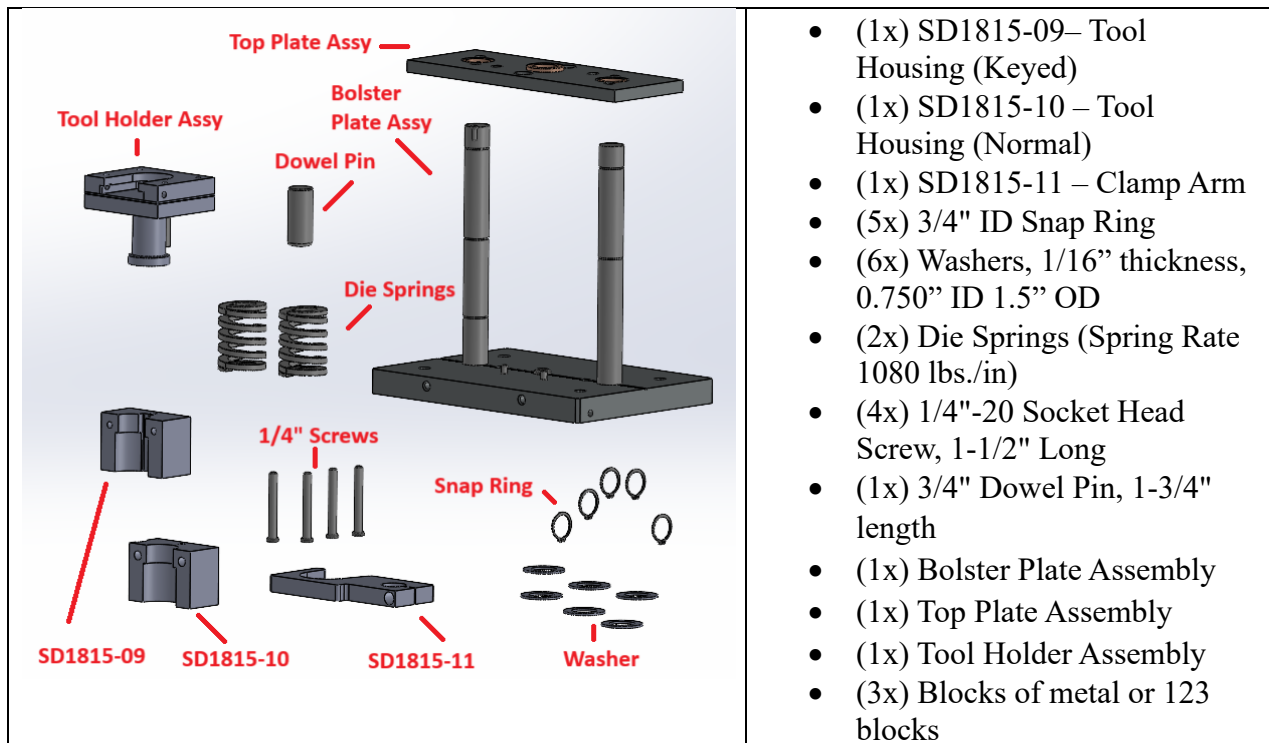 Top Plate Assy
Bolster
Plate Assy
Tool Holder Assy
Dowel Pin
Die Springs
1/4" Screws
Snap Ring
SD1815-09
SD1815-10
SD1815-11
Washer
• (1x) SD1815-09– Tool
Housing (Keyed)
• (1x) SD1815-10 – Tool
Housing (Normal)
• (1x) SD1815-11 – Clamp Arm
• (5x) 3/4" ID Snap Ring
• (6x) Washers, 1/16” thickness,
0.750” ID 1.5” OD
• (2x) Die Springs (Spring Rate
1080 lbs./in)
• (4x) 1/4"-20 Socket Head
Screw, 1-1/2" Long
• (1x) 3/4" Dowel Pin, 1-3/4"
length
• (1x) Bolster Plate Assembly
• (1x) Top Plate Assembly
• (1x) Tool Holder Assembly
• (3x) Blocks of metal or 123
blocks